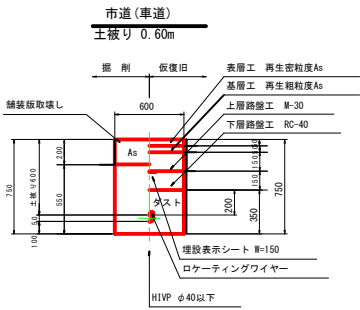 市道(車道)
土被り 0.60m
掘 削
仮復旧
表層工 再生密粒度As
基層工 再生粗粒度As
上層路盤工 M-30
下層路盤工 RC-40
舗装版取壊し
600
As
ダスト
750
200
550
土被り600
50
100
200
150
150
350
750
埋設表示シート W=150
ロケーティングワイヤー
HIVP φ40以下